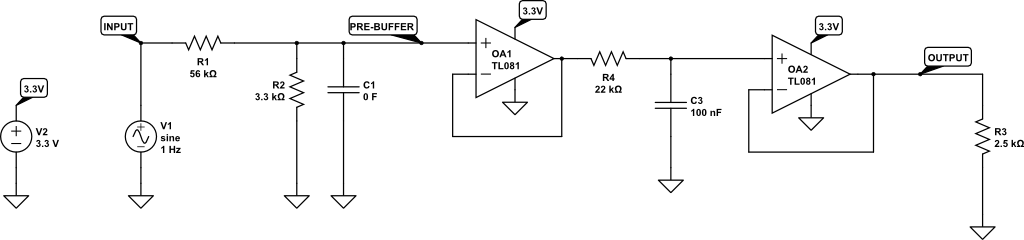 3.3V
V2
3.3 V
INPUT
V1
sine
1 Hz
R1
56 kΩ
R2
3.3 kΩ
C1
0 F
PRE-BUFFER
3.3V
OA1
TL081
R4
22 kΩ
C3
100 nF
3.3V
OA2
TL081
OUTPUT
R3
2.5 kΩ